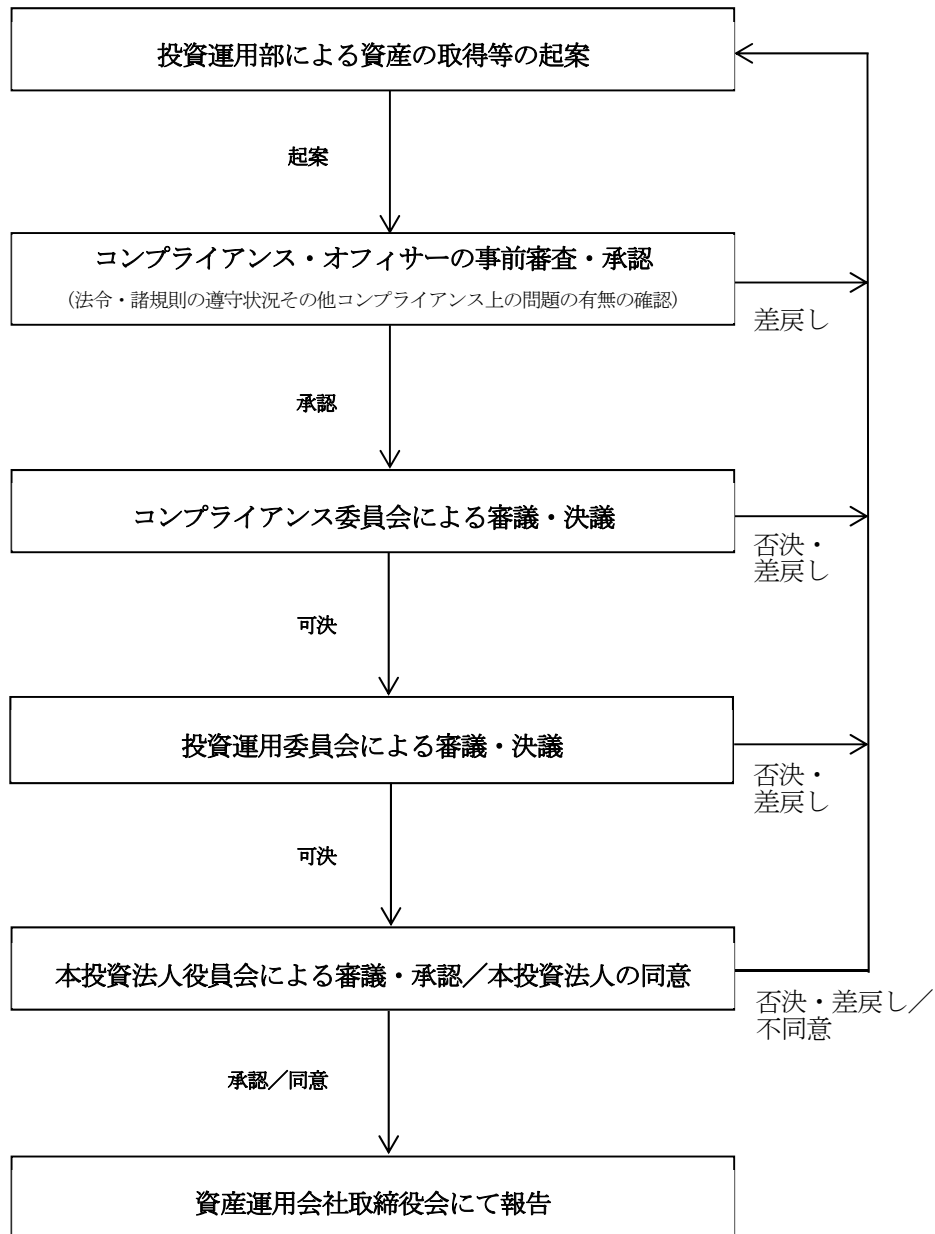 投資運用部による資産の取得等の起案
起案
コンプライアンス・オフィサーの事前審査・承認
(法令・諸規則の遵守状況その他コンプライアンス上の問題の有無の確認)
差戻し
承認
コンプライアンス委員会による審議・決議
否決・
差戻し
可決
投資運用委員会による審議・決議
否決・
差戻し
可決
本投資法人役員会による審議・承認／本投資法人の同意
否決・差戻し／
不同意
承認／同意
資産運用会社取締役会にて報告